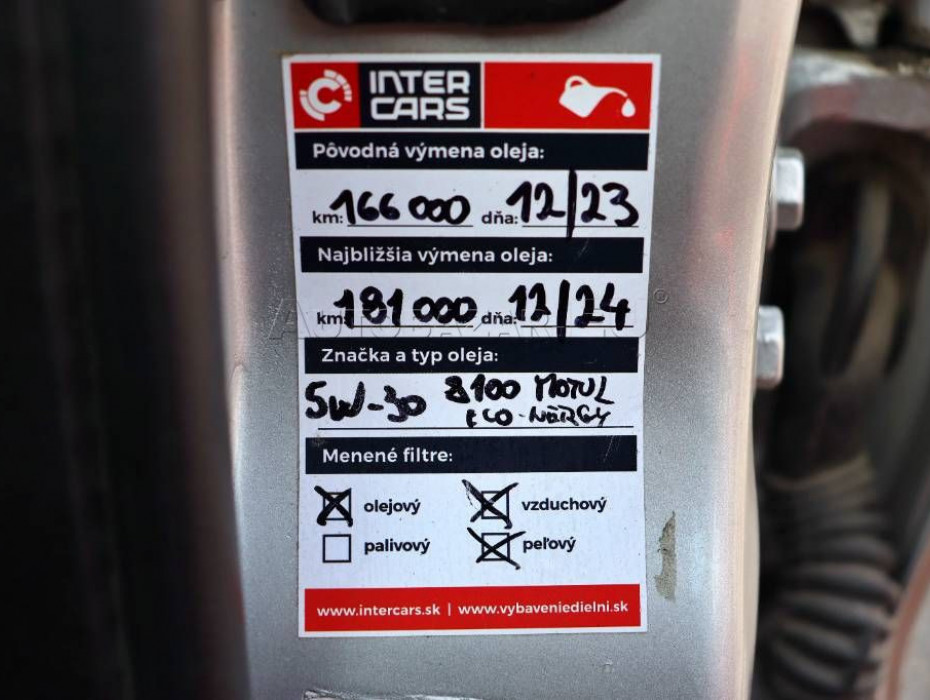 INTER
CARS
Pôvodná výmena oleja:
km: 166 000 dňa: 12/23
Najbližšia výmena oleja:
km: 181 000 dňa: 12/24
Značka a typ oleja:
5W-30 8100 MOTUL
ECO-NERGY
Menené filtre:
olejový vzduchový
palivový peľový
www.intercars.sk | www.vybaveniedielni.sk